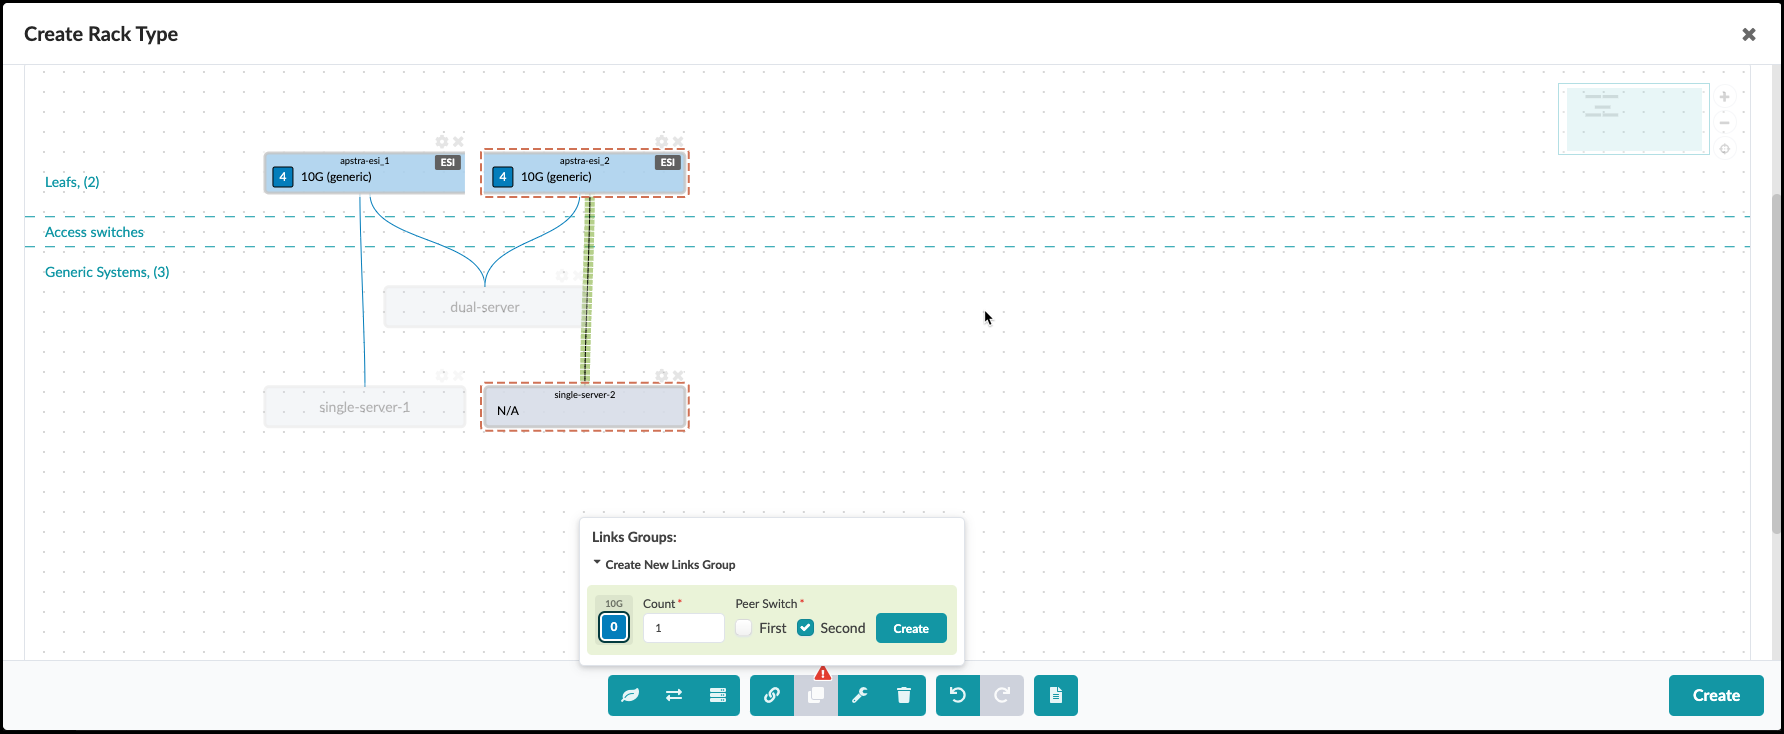 Create Rack Type
apstra-esi_1
ESI
4 10G (generic)
apstra-esi_2
ESI
4 10G (generic)
Leafs, (2)
Access switches
Generic Systems, (3)
dual-server
single-server-1
single-server-2
N/A
Links Groups:
Create New Links Group
10G
0
Count *
1
Peer Switch *
First
Second
Create
Create